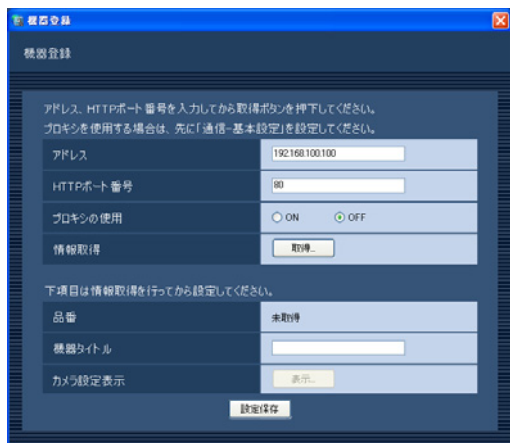 機器登録
機器登録
アドレス、HTTPポート番号を入力してから取得ボタンを押下してください。
プロキシを使用する場合は、先に「通信-基本設定」を設定してください。
アドレス 192.168.100.100
HTTPポート番号 80
プロキシの使用 ON OFF
情報取得 取得...
下項目は情報取得を行ってから設定してください。
品番 未取得
機器タイトル
カメラ設定表示 表示...
設定保存